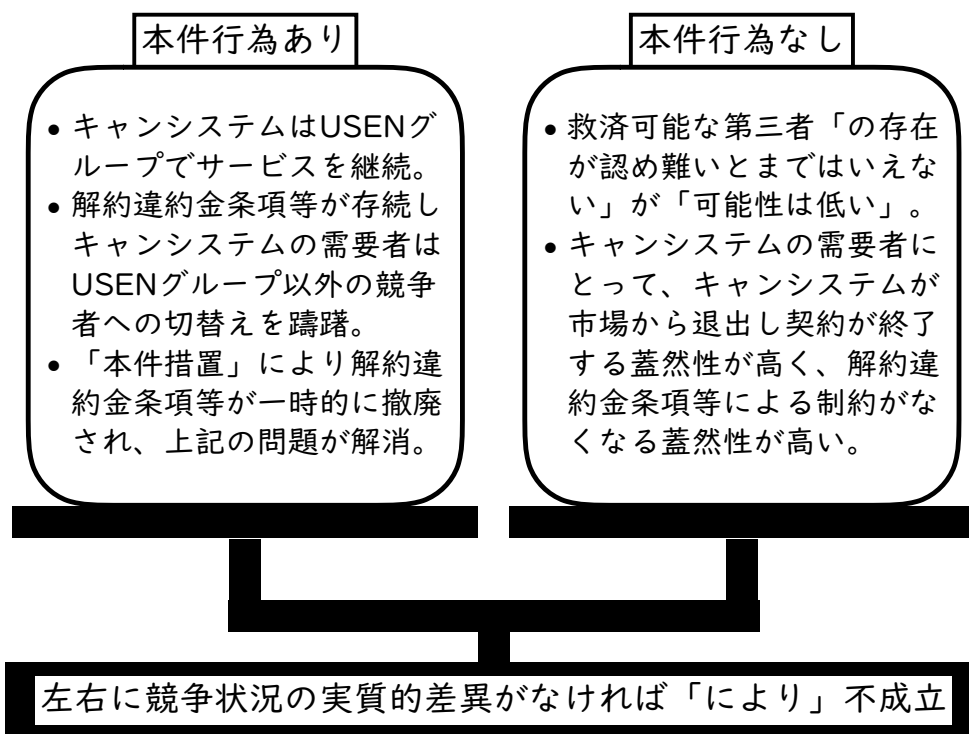 本件行為あり
• キャンシステムはUSENグ
ループでサービスを継続。
• 解約違約金条項等が存続し
キャンシステムの需要者は
USENグループ以外の競争
者への切替えを躊躇。
• 「本件措置」により解約違
約金条項等が一時的に撤廃
され、上記の問題が解消。
本件行為なし
• 救済可能な第三者「の存在
が認め難いとまではいえな
い」が「可能性は低い」。
• キャンシステムの需要者に
とって、キャンシステムが
市場から退出し契約が終了
する蓋然性が高く、解約違
約金条項等による制約がな
くなる蓋然性が高い。
左右に競争状況の実質的差異がなければ「により」不成立